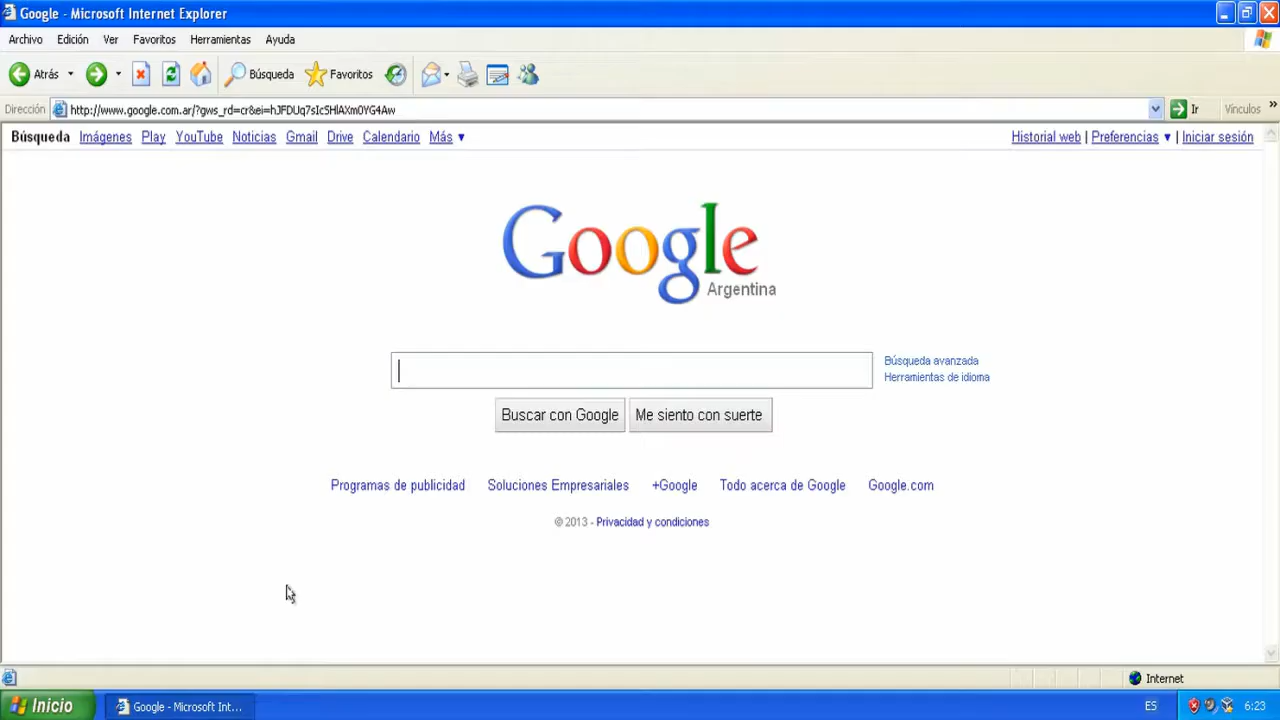 Google - Microsoft Internet Explorer
Archivo Edición Ver Favoritos Herramientas Ayuda
Atrás Búsqueda Favoritos
Dirección http://www.google.com.ar/?gws_rd=cr&ei=hJFDUq7sIcSHlAXm0YG4Aw Ir Vínculos »
Búsqueda Imágenes Play YouTube Noticias Gmail Drive Calendario Más ▼ Historial web | Preferencias ▼ | Iniciar sesión
Google
Argentina
Búsqueda avanzada
Herramientas de idioma
Buscar con Google Me siento con suerte
Programas de publicidad Soluciones Empresariales +Google Todo acerca de Google Google.com
© 2013 - Privacidad y condiciones
Internet
Inicio Google - Microsoft Int... ES 6:23